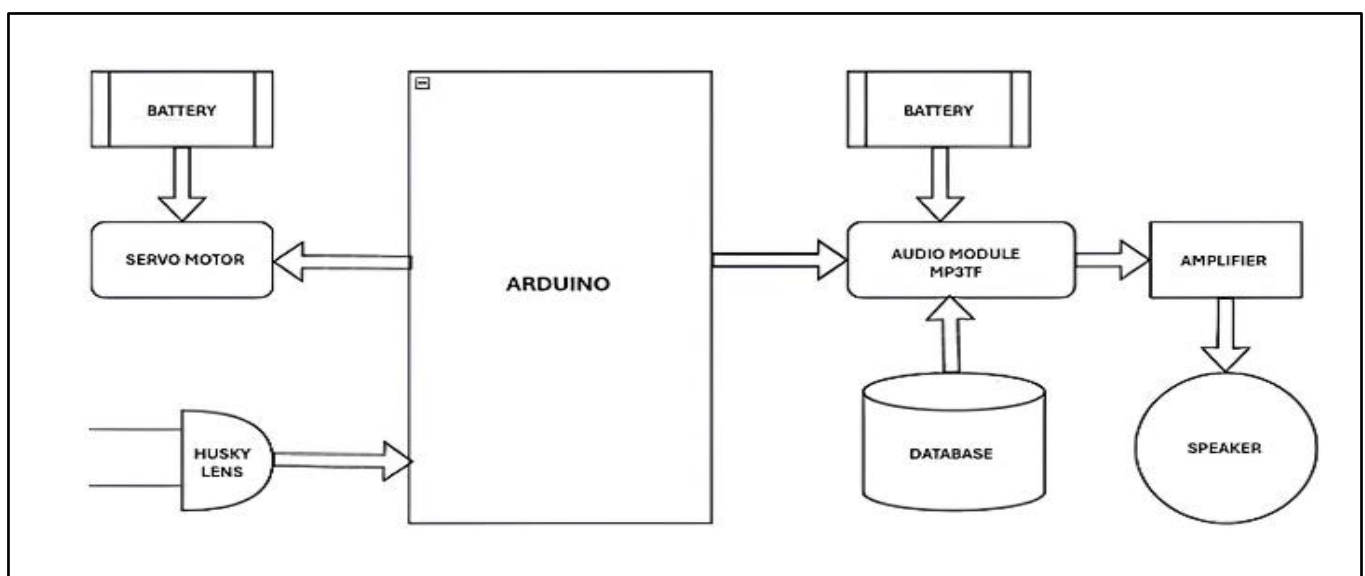 BATTERY
BATTERY
SERVO MOTOR
ARDUINO
AUDIO MODULE
MP3TF
AMPLIFIER
HUSKY
LENS
DATABASE
SPEAKER